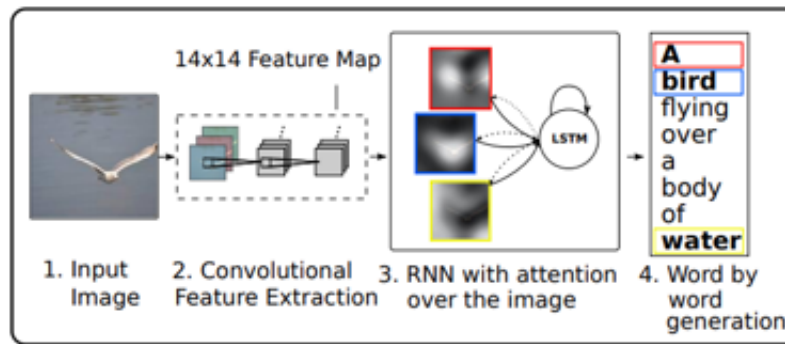 14x14 Feature Map
LSTM
A
bird
flying
over
a
body
of
water
1. Input
Image
2. Convolutional
Feature Extraction
3. RNN with attention
over the image
4. Word by
word
generation